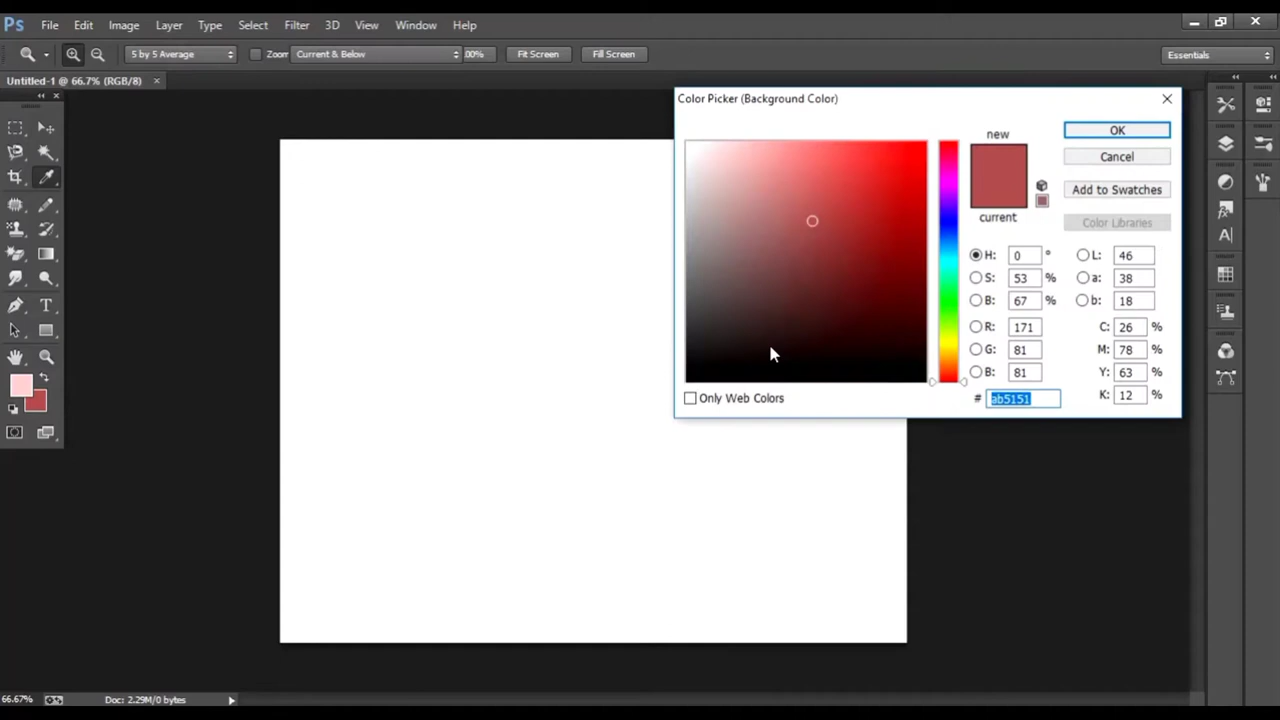 Ps File Edit Image Layer Type Select Filter 3D View Window Help
5 by 5 Average Zoom Current & Below 00% Fit Screen Fill Screen Essentials
Untitled-1 @ 66.7% (RGB/8)
Color Picker (Background Color)
new
current
OK
Cancel
Add to Swatches
Color Libraries
H: 0 ° L: 46
S: 53 % a: 38
B: 67 % b: 18
R: 171 C: 26 %
G: 81 M: 78 %
B: 81 Y: 63 %
# ab5151 K: 12 %
Only Web Colors
66.67% Doc: 2.29M/0 bytes